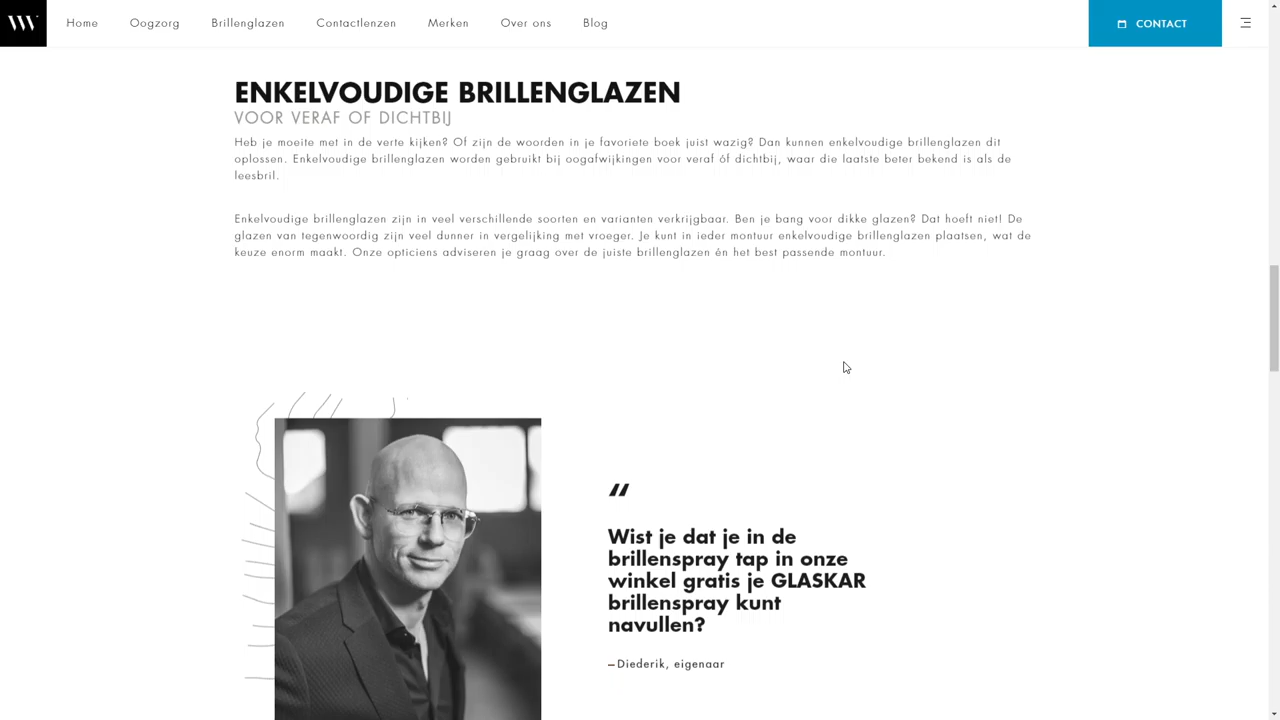 Home Oogzorg Brillenglazen Contactlenzen Merken Over ons Blog CONTACT
ENKELVOUDIGE BRILLENGLAZEN
VOOR VERAF OF DICHTBIJ
Heb je moeite met in de verte kijken? Of zijn de woorden in je favoriete boek juist wazig? Dan kunnen enkelvoudige brillenglazen dit
oplossen. Enkelvoudige brillenglazen worden gebruikt bij oogafwijkingen voor veraf óf dichtbij, waar die laatste beter bekend is als de
leesbril.
Enkelvoudige brillenglazen zijn in veel verschillende soorten en varianten verkrijgbaar. Ben je bang voor dikke glazen? Dat hoeft niet! De
glazen van tegenwoordig zijn veel dunner in vergelijking met vroeger. Je kunt in ieder montuur enkelvoudige brillenglazen plaatsen, wat de
keuze enorm maakt. Onze opticiens adviseren je graag over de juiste brillenglazen én het best passende montuur.
“
Wist je dat je in de
brillenspray tap in onze
winkel gratis je GLASKAR
brillenspray kunt
navullen?
—Diederik, eigenaar